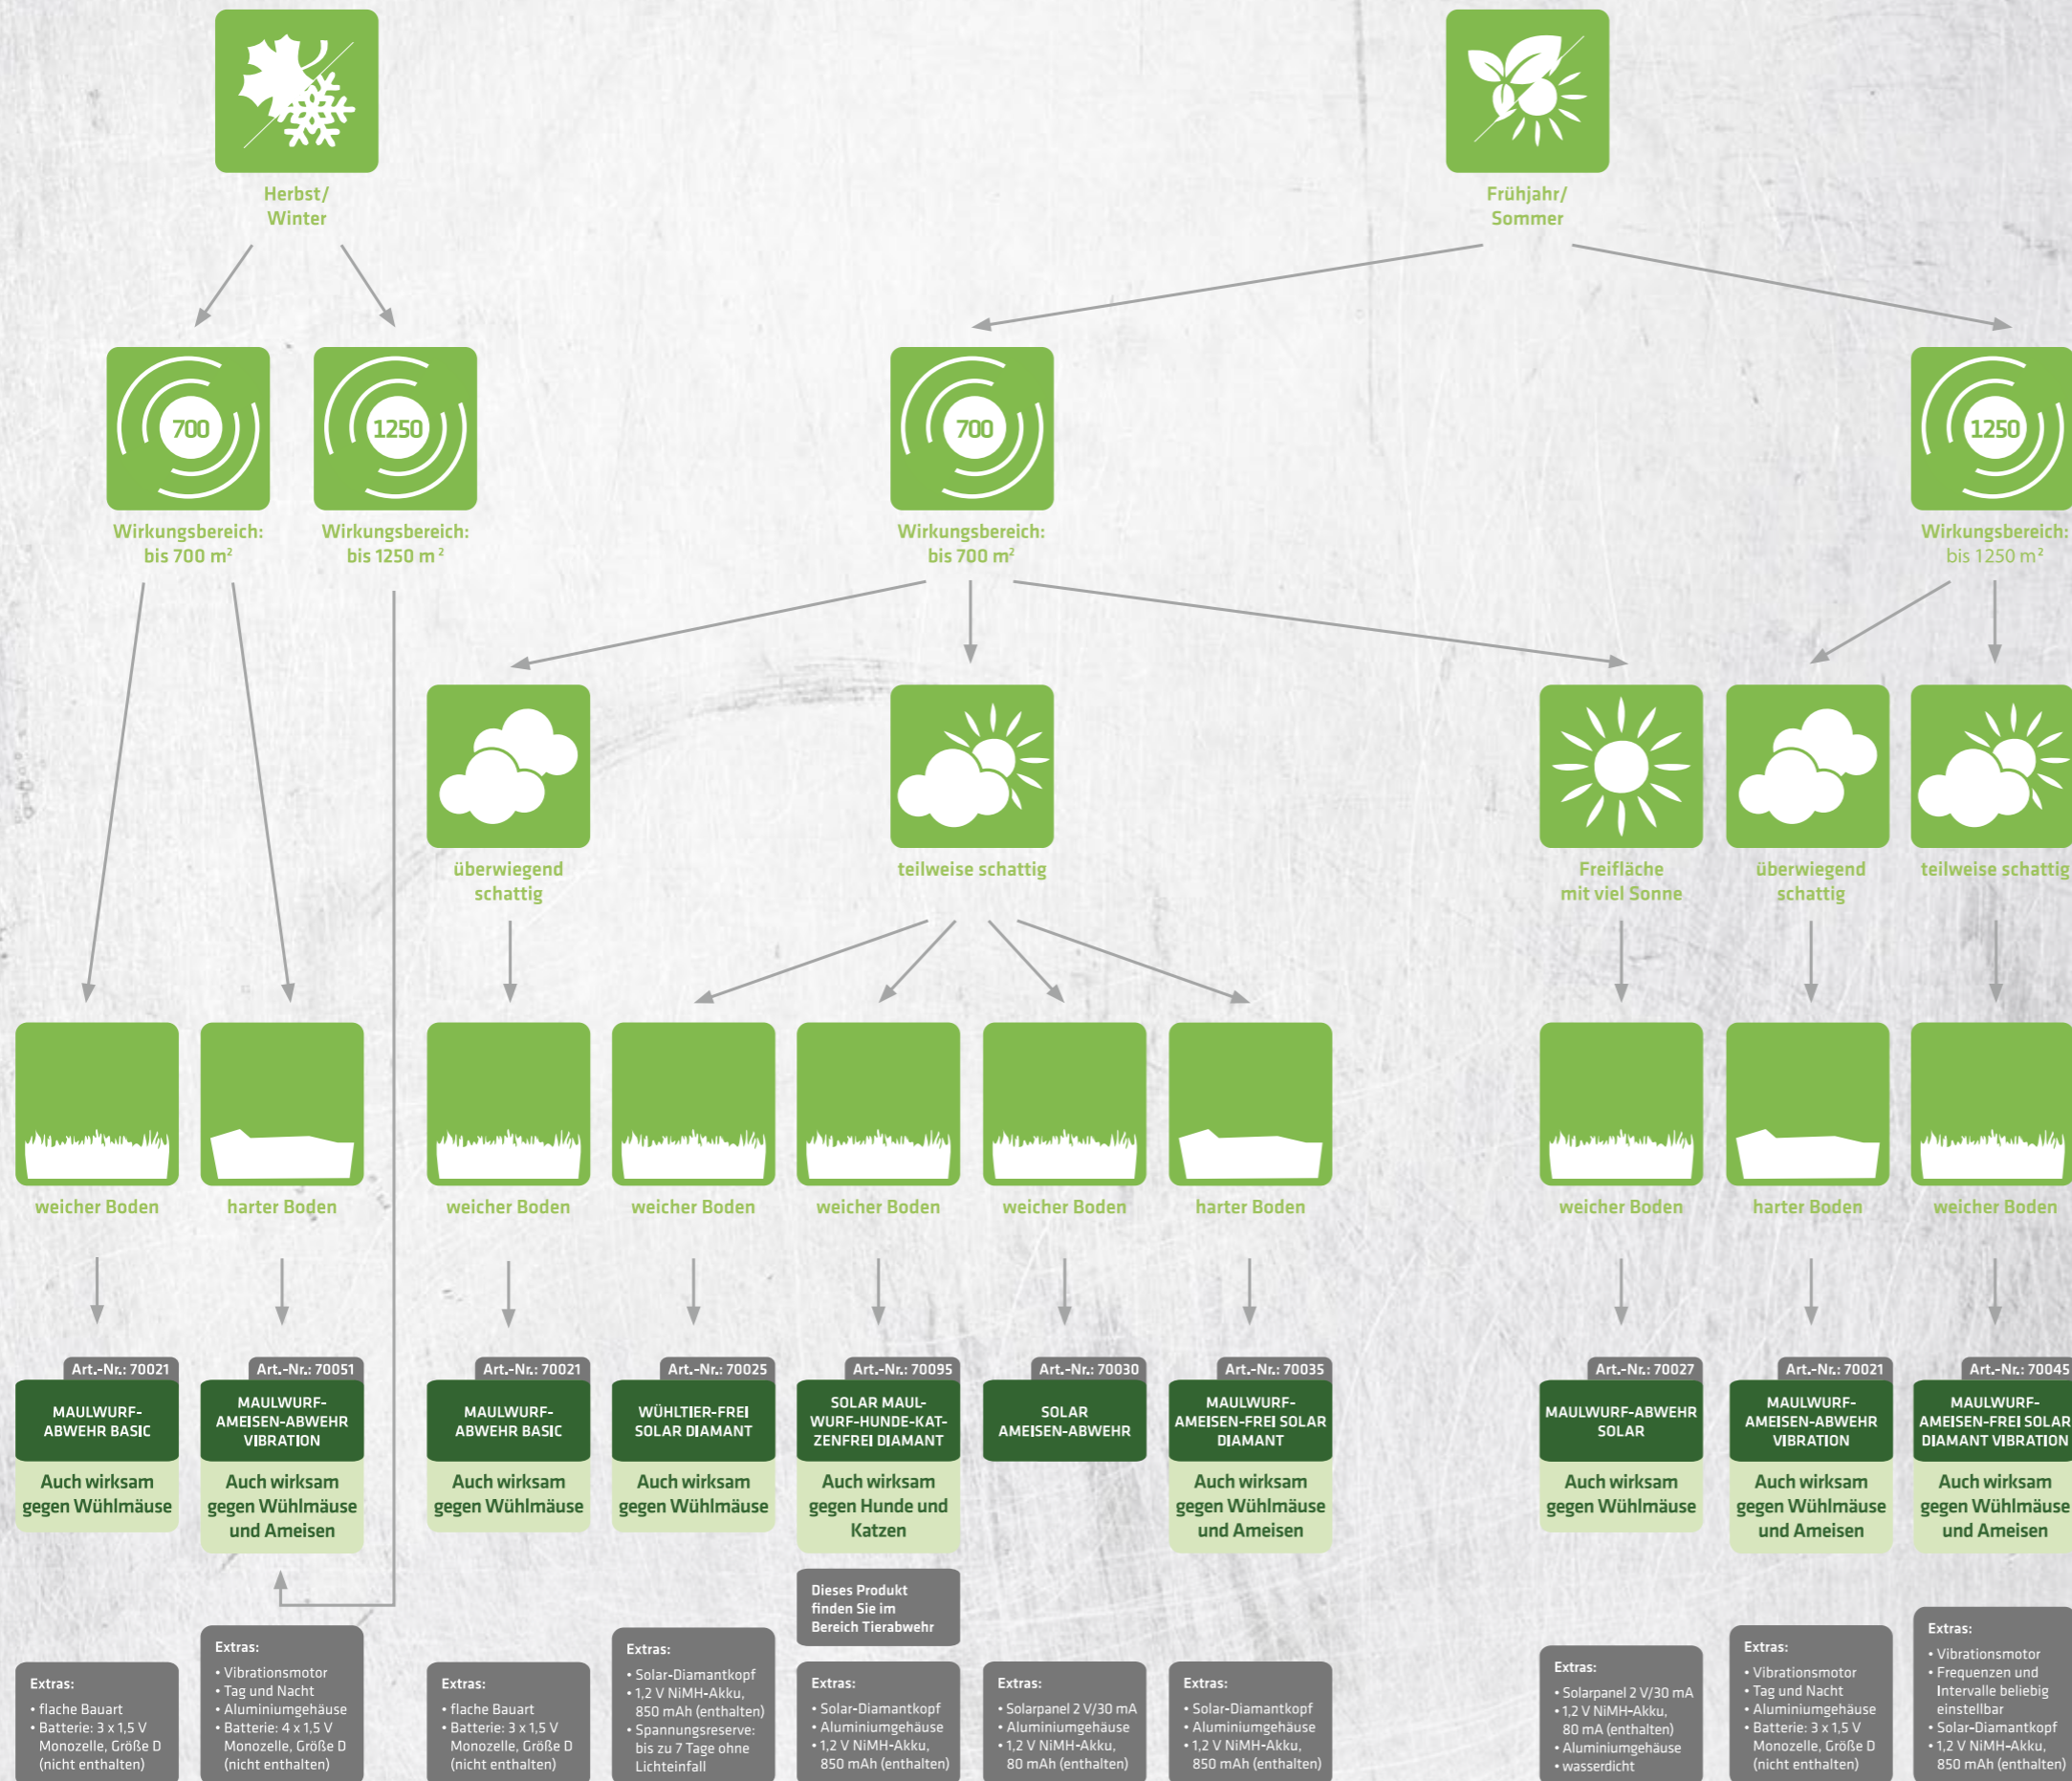 Herbst/
Winter
Frühjahr/
Sommer
700
1250
700
1250
Wirkungsbereich:
bis 700 m²
Wirkungsbereich:
bis 1250 m²
Wirkungsbereich:
bis 700 m²
Wirkungsbereich:
bis 1250 m²
überwiegend
schattig
teilweise schattig
Freifläche
mit viel Sonne
überwiegend
schattig
teilweise schattig
weicher Boden
harter Boden
weicher Boden
weicher Boden
weicher Boden
weicher Boden
harter Boden
weicher Boden
harter Boden
weicher Boden
Art.-Nr.: 70021
MAULWURF-
ABWEHR BASIC
Auch wirksam
gegen Wühlmäuse
Extras:
• flache Bauart
• Batterie: 3 x 1,5 V
Monozelle, Größe D
(nicht enthalten)
Art.-Nr.: 70051
MAULWURF-
AMEISEN-ABWEHR
VIBRATION
Auch wirksam
gegen Wühlmäuse
und Ameisen
Extras:
• Vibrationsmotor
• Tag und Nacht
• Aluminiumgehäuse
• Batterie: 4 x 1,5 V
Monozelle, Größe D
(nicht enthalten)
Art.-Nr.: 70021
MAULWURF-
ABWEHR BASIC
Auch wirksam
gegen Wühlmäuse
Extras:
• flache Bauart
• Batterie: 3 x 1,5 V
Monozelle, Größe D
(nicht enthalten)
Art.-Nr.: 70025
WÜHLTIER-FREI
SOLAR DIAMANT
Auch wirksam
gegen Wühlmäuse
Extras:
• Solar-Diamantkopf
• 1,2 V NiMH-Akku,
850 mAh (enthalten)
• Spannungsreserve:
bis zu 7 Tage ohne
Lichteinfall
Art.-Nr.: 70095
SOLAR MAUL-
WURF-HUNDE-KAT-
ZENFREI DIAMANT
Auch wirksam
gegen Hunde und
Katzen
Dieses Produkt
finden Sie im
Bereich Tierabwehr
Extras:
• Solar-Diamantkopf
• Aluminiumgehäuse
• 1,2 V NiMH-Akku,
850 mAh (enthalten)
Art.-Nr.: 70030
SOLAR
AMEISEN-ABWEHR
Extras:
• Solarpanel 2 V/30 mA
• Aluminiumgehäuse
• 1,2 V NiMH-Akku,
80 mAh (enthalten)
Art.-Nr.: 70035
MAULWURF-
AMEISEN-FREI SOLAR
DIAMANT
Auch wirksam
gegen Wühlmäuse
und Ameisen
Extras:
• Solar-Diamantkopf
• Aluminiumgehäuse
• 1,2 V NiMH-Akku,
850 mAh (enthalten)
Art.-Nr.: 70027
MAULWURF-ABWEHR
SOLAR
Auch wirksam
gegen Wühlmäuse
Extras:
• Solarpanel 2 V/30 mA
• 1,2 V NiMH-Akku,
80 mA (enthalten)
• Aluminiumgehäuse
• wasserdicht
Art.-Nr.: 70021
MAULWURF-
AMEISEN-ABWEHR
VIBRATION
Auch wirksam
gegen Wühlmäuse
und Ameisen
Extras:
• Vibrationsmotor
• Tag und Nacht
• Aluminiumgehäuse
• Batterie: 3 x 1,5 V
Monozelle, Größe D
(nicht enthalten)
Art.-Nr.: 70045
MAULWURF-
AMEISEN-FREI SOLAR
DIAMANT VIBRATION
Auch wirksam
gegen Wühlmäuse
und Ameisen
Extras:
• Vibrationsmotor
• Frequenzen und
Intervalle beliebig
einstellbar
• Solar-Diamantkopf
• 1,2 V NiMH-Akku,
850 mAh (enthalten)